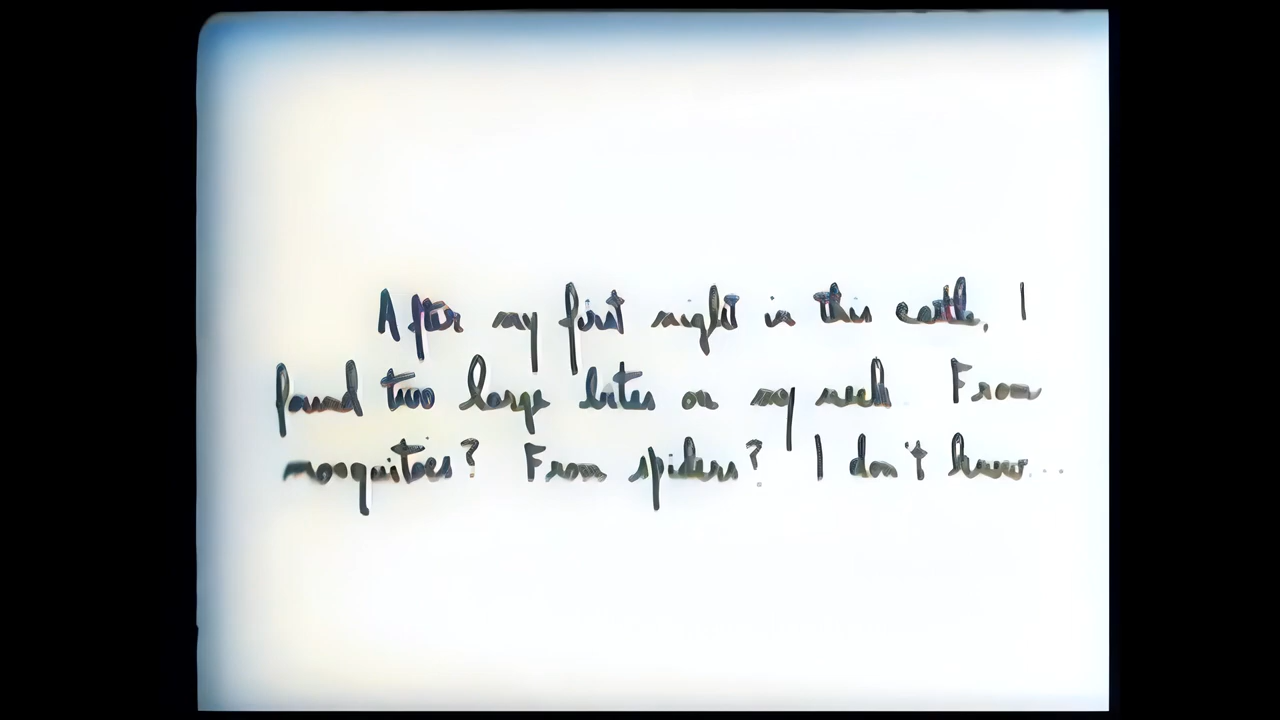 After my first night in this castle, I
found two large bites on my neck. From
mosquitoes? From spiders? I don't know...